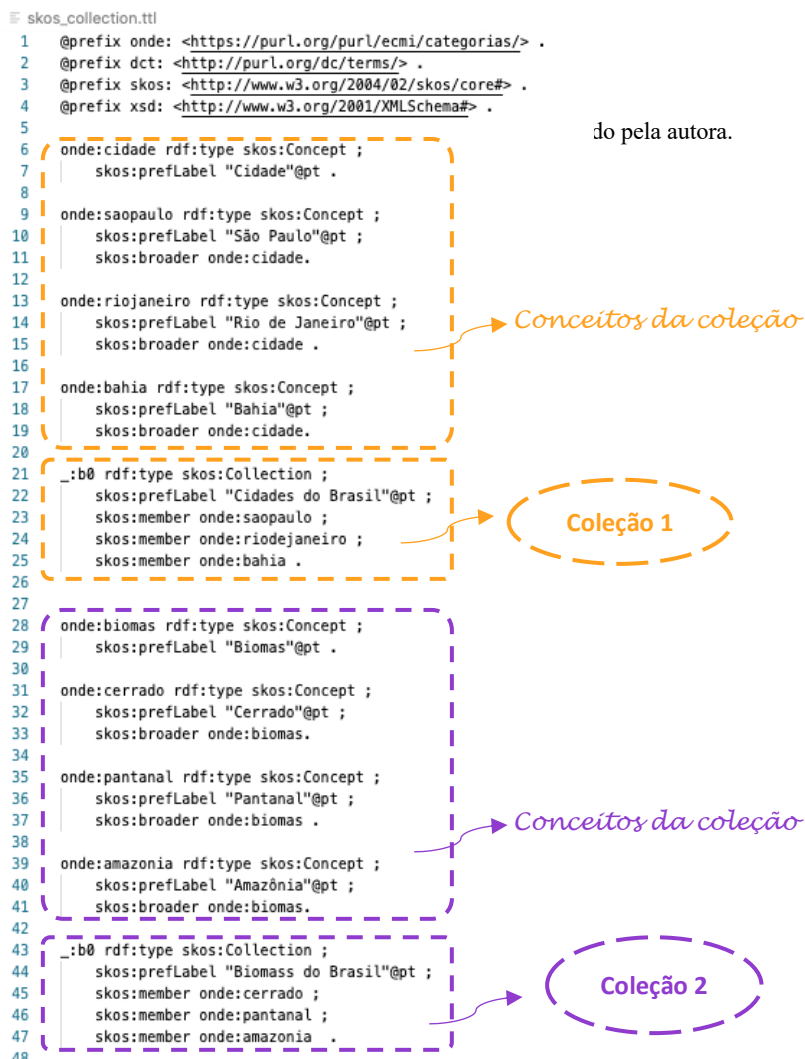 skos_collection.ttl
1 @prefix onde: <https://purl.org/purl/ecmi/categorias/> .
2 @prefix dct: <http://purl.org/dc/terms/> .
3 @prefix skos: <http://www.w3.org/2004/02/skos/core#> .
4 @prefix xsd: <http://www.w3.org/2001/XMLSchema#> .
5
do pela autora.
6 onde:cidade rdf:type skos:Concept ;
7 skos:prefLabel "Cidade"@pt .
8
9 onde:saopaulo rdf:type skos:Concept ;
10 skos:prefLabel "São Paulo"@pt ;
11 skos:broader onde:cidade.
12
13 onde:riojaneiro rdf:type skos:Concept ;
14 skos:prefLabel "Rio de Janeiro"@pt ;
Conceitos da coleção
15 skos:broader onde:cidade .
16
17 onde:bahia rdf:type skos:Concept ;
18 skos:prefLabel "Bahia"@pt ;
19 skos:broader onde:cidade.
20
21 _:b0 rdf:type skos:Collection ;
22 skos:prefLabel "Cidades do Brasil"@pt ;
23 skos:member onde:saopaulo ;
Coleção 1
24 skos:member onde:riodejaneiro ;
25 skos:member onde:bahia .
26
27
28 onde:biomas rdf:type skos:Concept ;
29 skos:prefLabel "Biomas"@pt .
30
31 onde:cerrado rdf:type skos:Concept ;
32 skos:prefLabel "Cerrado"@pt ;
33 skos:broader onde:biomas.
34
35 onde:pantanal rdf:type skos:Concept ;
36 skos:prefLabel "Pantanal"@pt ;
37 skos:broader onde:biomas .
Conceitos da coleção
38
39 onde:amazonia rdf:type skos:Concept ;
40 skos:prefLabel "Amazônia"@pt ;
41 skos:broader onde:biomas.
42
43 _:b0 rdf:type skos:Collection ;
44 skos:prefLabel "Biomass do Brasil"@pt ;
45 skos:member onde:cerrado ;
Coleção 2
46 skos:member onde:pantanal ;
47 skos:member onde:amazonia .
48